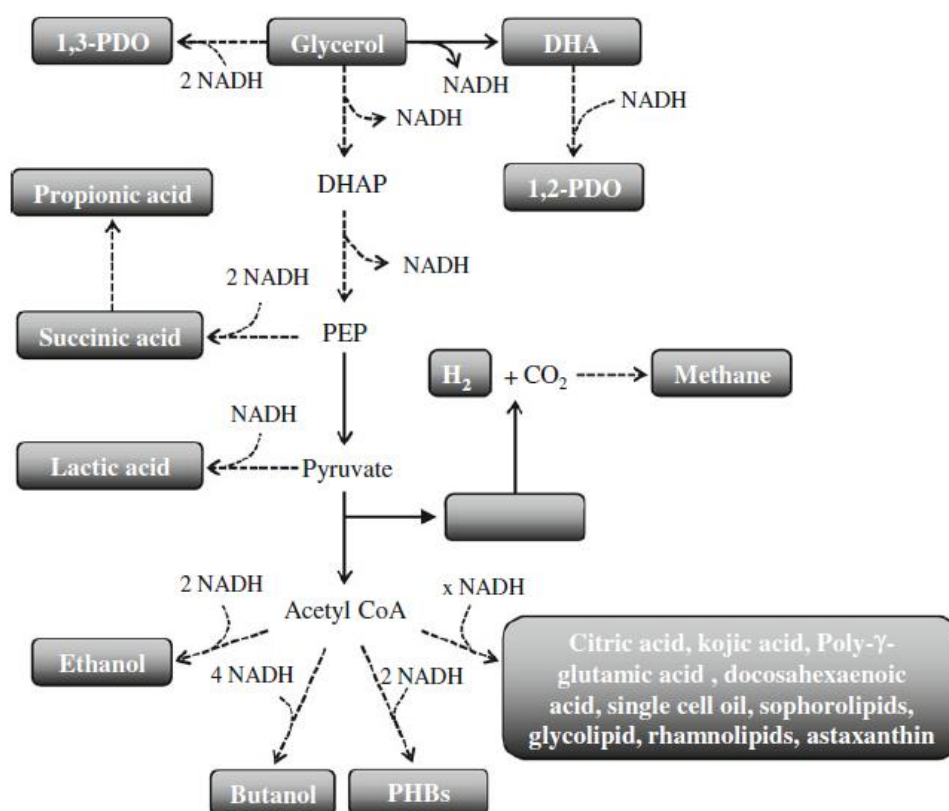 1,3-PDO
Glycerol
DHA
2 NADH
NADH
NADH
NADH
DHAP
1,2-PDO
Propionic acid
NADH
2 NADH
Succinic acid
PEP
H₂ + CO₂
Methane
NADH
Lactic acid
Pyruvate
2 NADH
x NADH
Acetyl CoA
Ethanol
4 NADH
2 NADH
Citric acid, kojic acid, Poly-γ-
glutamic acid , docosahexaenoic
acid, single cell oil, sophorolipids,
glycolipid, rhamnolipids, astaxanthin
Butanol
PHBs